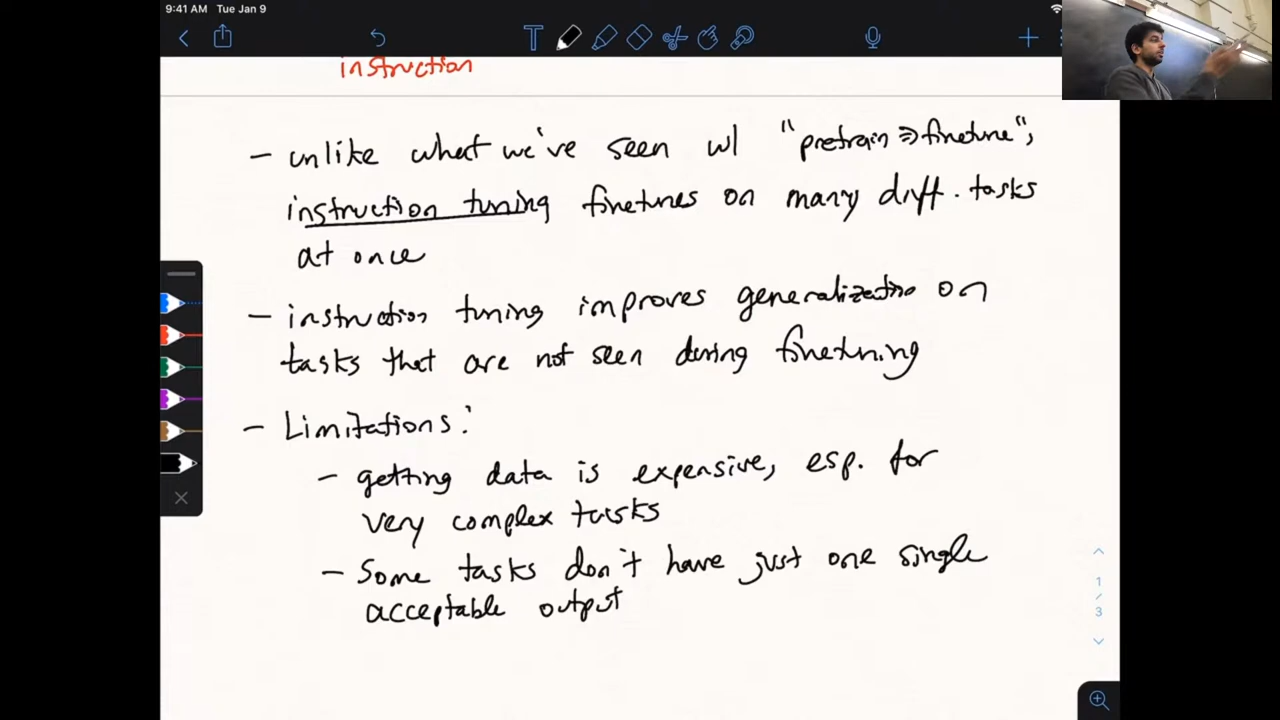 9:41 AM Tue Jan 9
T
instruction
- unlike what we've seen w/ "pretrain ⇒ finetune",
instruction tuning finetunes on many diff. tasks
at once
- instruction tuning improves generalization on
tasks that are not seen during finetuning
- Limitations:
- getting data is expensive, esp. for
very complex tasks
- Some tasks don't have just one single
acceptable output
1
/
3